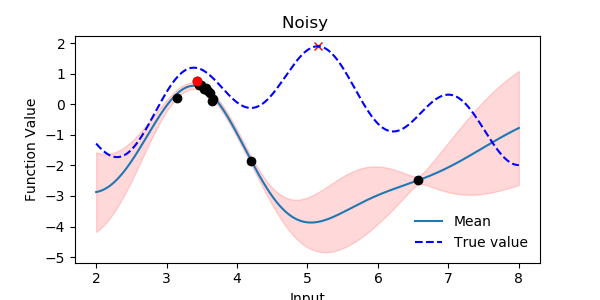 Noisy
Function Value
2
1
0
−1
−2
−3
−4
−5
Mean
True value
2 3 4 5 6 7 8
Input